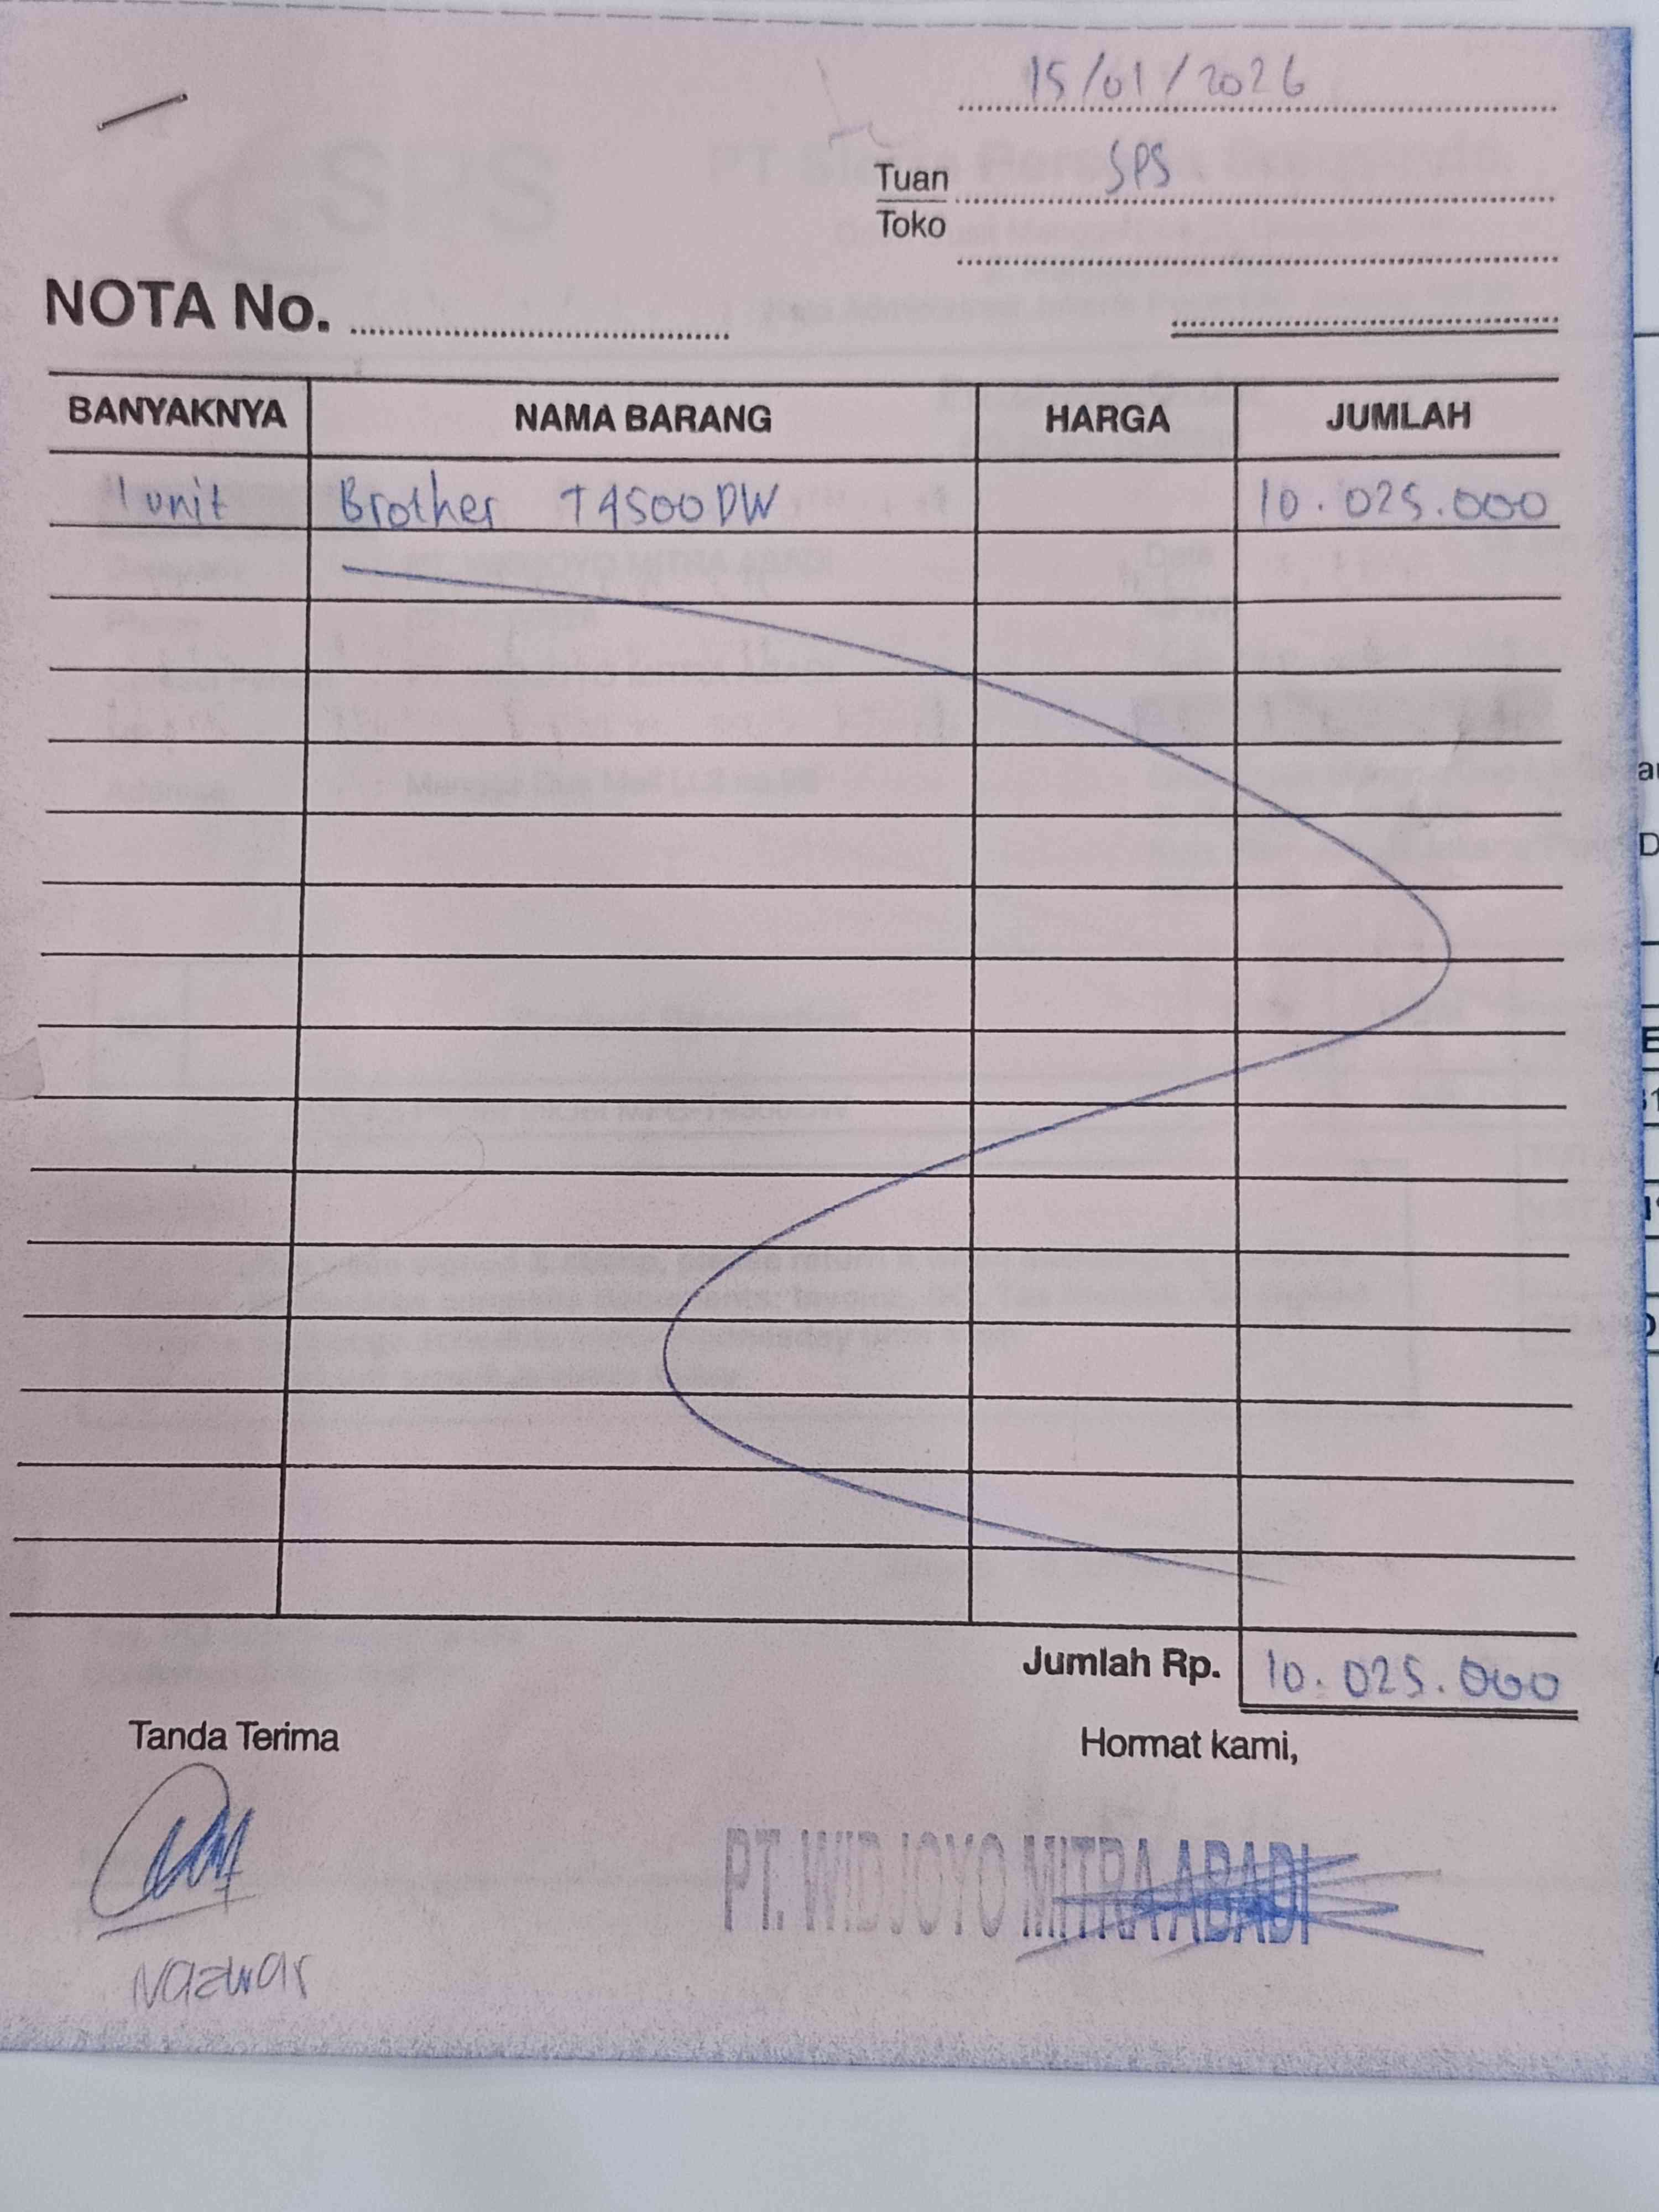 15/01/2026
Tuan SPS
Toko
NOTA No.
BANYAKNYA NAMA BARANG HARGA JUMLAH
1 unit Brother T4500DW 10.025.000
Jumlah Rp. 10.025.000
Tanda Terima Hormat kami,
PT. WIDJOYO MITRA ABADI
Nazwar